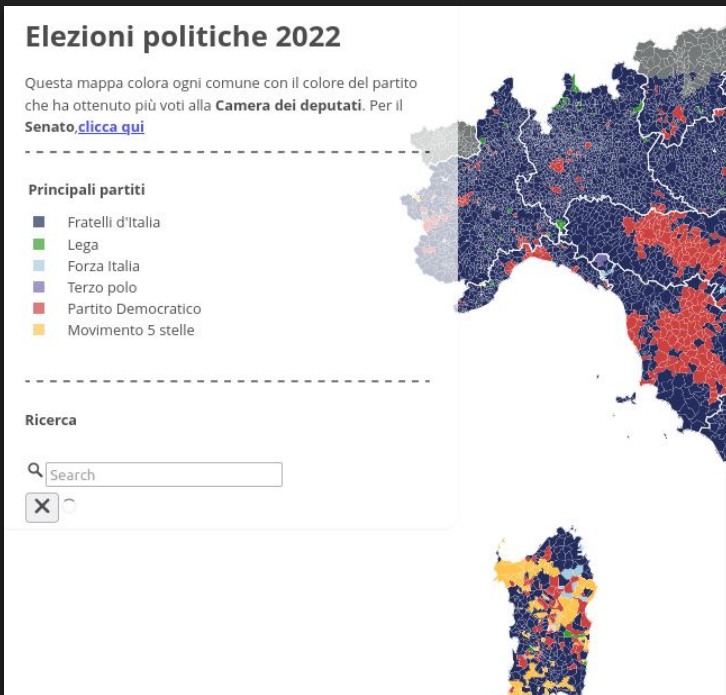 Elezioni politiche 2022
Questa mappa colora ogni comune con il colore del partito
che ha ottenuto più voti alla Camera dei deputati. Per il
Senato,clicca qui
Principali partiti
Fratelli d'Italia
Lega
Forza Italia
Terzo polo
Partito Democratico
Movimento 5 stelle
Ricerca
Search